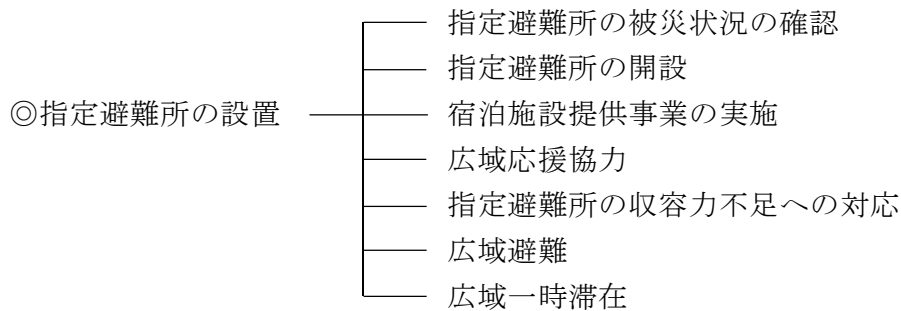 指定避難所の被災状況の確認
指定避難所の開設
◎指定避難所の設置
宿泊施設提供事業の実施
広域応援協力
指定避難所の収容力不足への対応
広域避難
広域一時滞在